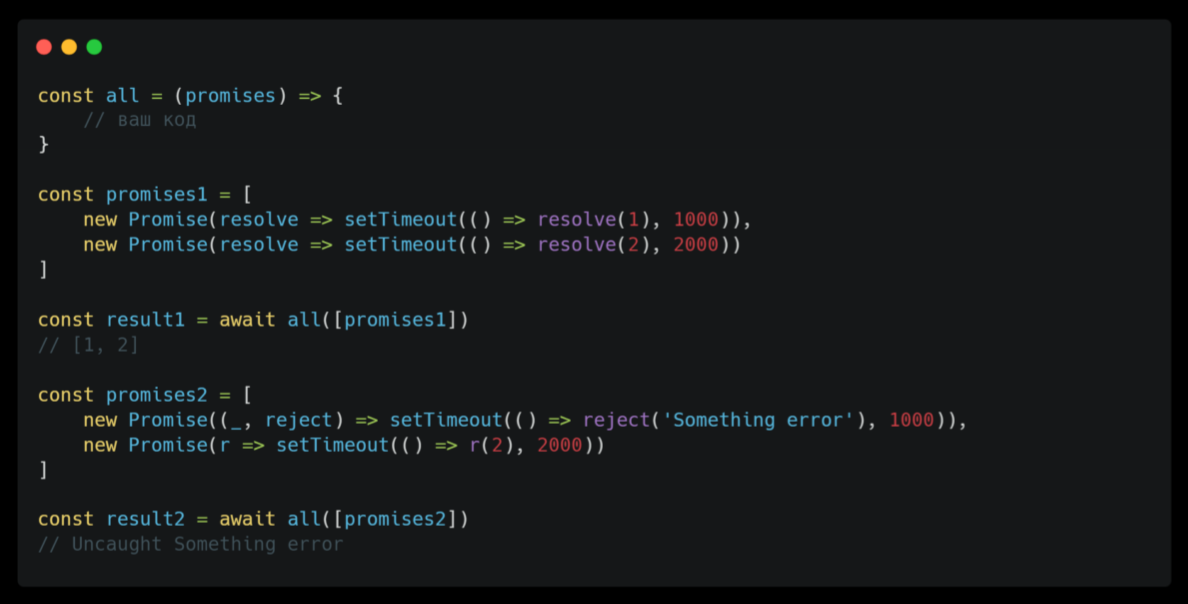 const all = (promises) => {
    // ваш код
}
const promises1 = [
    new Promise(resolve => setTimeout(() => resolve(1), 1000)),
    new Promise(resolve => setTimeout(() => resolve(2), 2000))
]
const result1 = await all([promises1])
// [1, 2]
const promises2 = [
    new Promise((_, reject) => setTimeout(() => reject('Something error'), 1000)),
    new Promise(r => setTimeout(() => r(2), 2000))
]
const result2 = await all([promises2])
// Uncaught Something error